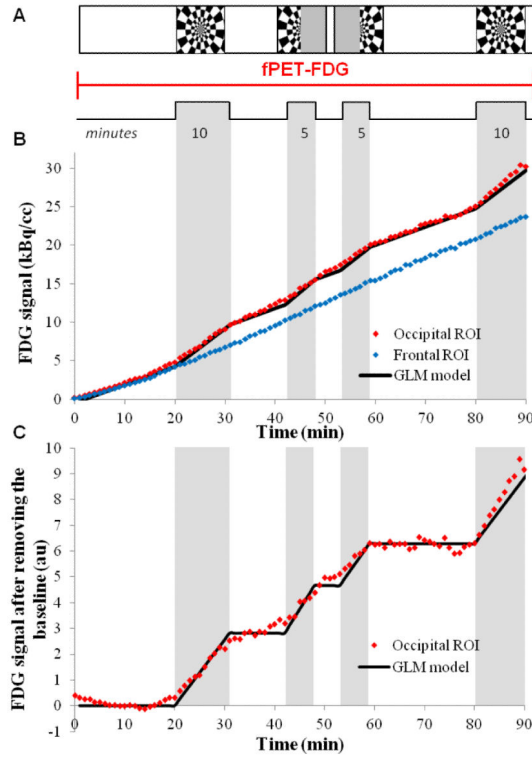 A
fPET-FDG
minutes 10 5 5 10
B
FDG signal (kBq/cc)
30
25
20
15
10
5
0
Occipital ROI
Frontal ROI
GLM model
0 10 20 30 40 50 60 70 80 90
Time (min)
C
FDG signal after removing the
baseline (au)
10
9
8
7
6
5
4
3
2
1
0
-1
Occipital ROI
GLM model
0 10 20 30 40 50 60 70 80 90
Time (min)